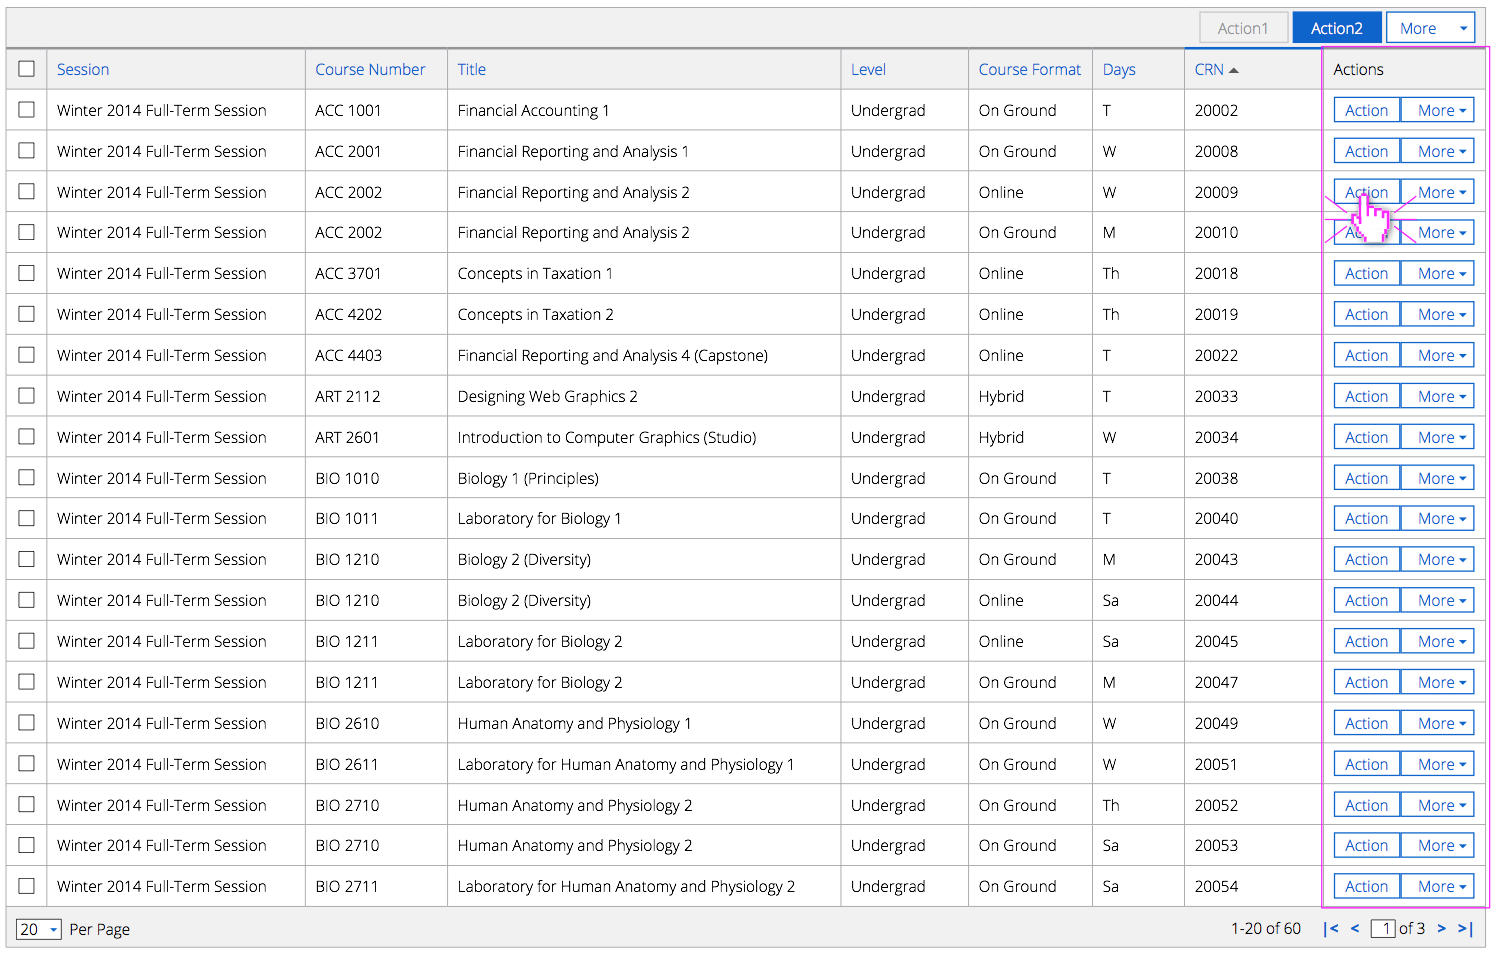 Action1 Action2 More
Session Course Number Title Level Course Format Days CRN Actions
Winter 2014 Full-Term Session ACC 1001 Financial Accounting 1 Undergrad On Ground T 20002 Action More
Winter 2014 Full-Term Session ACC 2001 Financial Reporting and Analysis 1 Undergrad On Ground W 20008 Action More
Winter 2014 Full-Term Session ACC 2002 Financial Reporting and Analysis 2 Undergrad Online W 20009 Action More
Winter 2014 Full-Term Session ACC 2002 Financial Reporting and Analysis 2 Undergrad On Ground M 20010 More
Winter 2014 Full-Term Session ACC 3701 Concepts in Taxation 1 Undergrad Online Th 20018 Action More
Winter 2014 Full-Term Session ACC 4202 Concepts in Taxation 2 Undergrad Online Th 20019 Action More
Winter 2014 Full-Term Session ACC 4403 Financial Reporting and Analysis 4 (Capstone) Undergrad Online T 20022 Action More
Winter 2014 Full-Term Session ART 2112 Designing Web Graphics 2 Undergrad Hybrid T 20033 Action More
Winter 2014 Full-Term Session ART 2601 Introduction to Computer Graphics (Studio) Undergrad Hybrid W 20034 Action More
Winter 2014 Full-Term Session BIO 1010 Biology 1 (Principles) Undergrad On Ground T 20038 Action More
Winter 2014 Full-Term Session BIO 1011 Laboratory for Biology 1 Undergrad On Ground T 20040 Action More
Winter 2014 Full-Term Session BIO 1210 Biology 2 (Diversity) Undergrad On Ground M 20043 Action More
Winter 2014 Full-Term Session BIO 1210 Biology 2 (Diversity) Undergrad Online Sa 20044 Action More
Winter 2014 Full-Term Session BIO 1211 Laboratory for Biology 2 Undergrad Online Sa 20045 Action More
Winter 2014 Full-Term Session BIO 1211 Laboratory for Biology 2 Undergrad On Ground M 20047 Action More
Winter 2014 Full-Term Session BIO 2610 Human Anatomy and Physiology 1 Undergrad On Ground W 20049 Action More
Winter 2014 Full-Term Session BIO 2611 Laboratory for Human Anatomy and Physiology 1 Undergrad On Ground W 20051 Action More
Winter 2014 Full-Term Session BIO 2710 Human Anatomy and Physiology 2 Undergrad On Ground Th 20052 Action More
Winter 2014 Full-Term Session BIO 2710 Human Anatomy and Physiology 2 Undergrad On Ground Sa 20053 Action More
Winter 2014 Full-Term Session BIO 2711 Laboratory for Human Anatomy and Physiology 2 Undergrad On Ground Sa 20054 Action More
20 Per Page 1-20 of 60 |< < 1 of 3 > >|